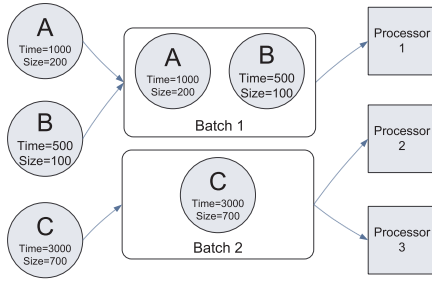 A
Time=1000
Size=200
B
Time=500
Size=100
C
Time=3000
Size=700
A
Time=1000
Size=200
B
Time=500
Size=100
Batch 1
C
Time=3000
Size=700
Batch 2
Processor
1
Processor
2
Processor
3